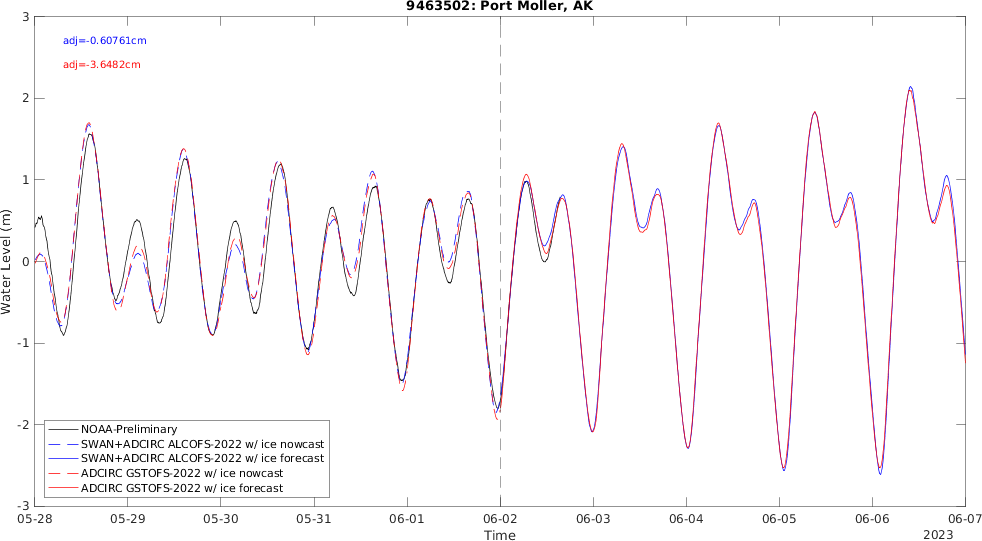 9463502: Port Moller, AK
3
adj=-0.60761cm
adj=-3.6482cm
2
1
0
-1
-2
-3
Water Level (m)
NOAA-Preliminary
SWAN+ADCIRC ALCOFS-2022 w/ ice nowcast
SWAN+ADCIRC ALCOFS-2022 w/ ice forecast
ADCIRC GSTOFS-2022 w/ ice nowcast
ADCIRC GSTOFS-2022 w/ ice forecast
05-28 05-29 05-30 05-31 06-01 06-02 06-03 06-04 06-05 06-06 06-07
Time
2023